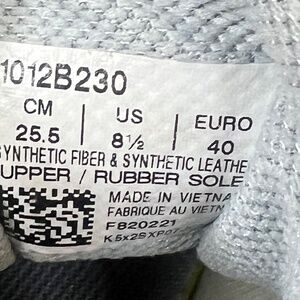 1012B230
CM | US | EURO
25.5 | 8½ | 40
SYNTHETIC FIBER & SYNTHETIC LEATHE
UPPER / RUBBER SOLE
MADE IN VIETNA
FABRIQUE AU VIETN
F820221